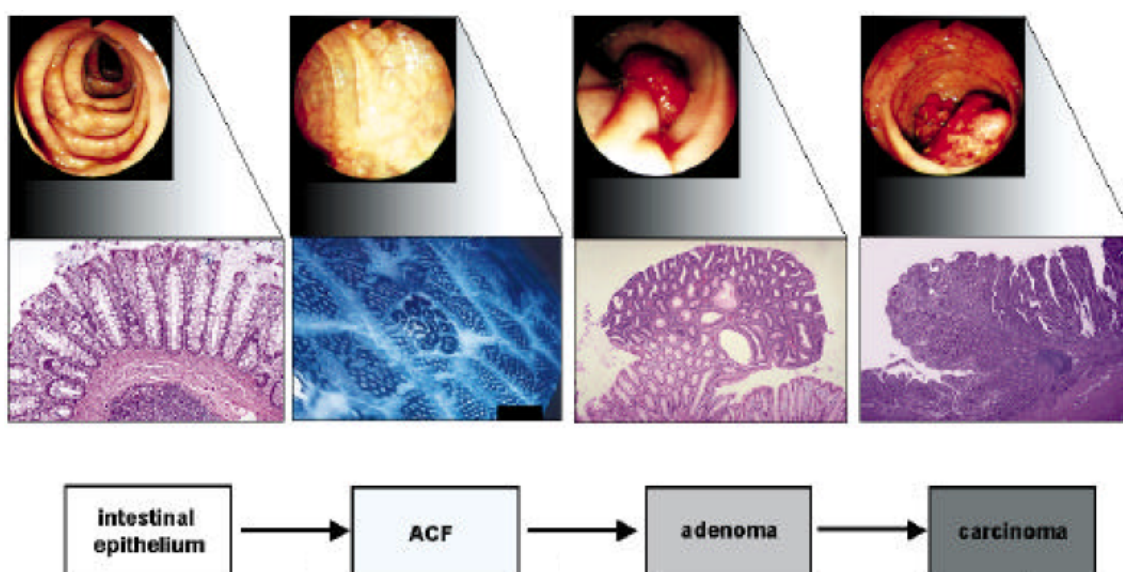 intestinal
epithelium
ACF
adenoma
carcinoma